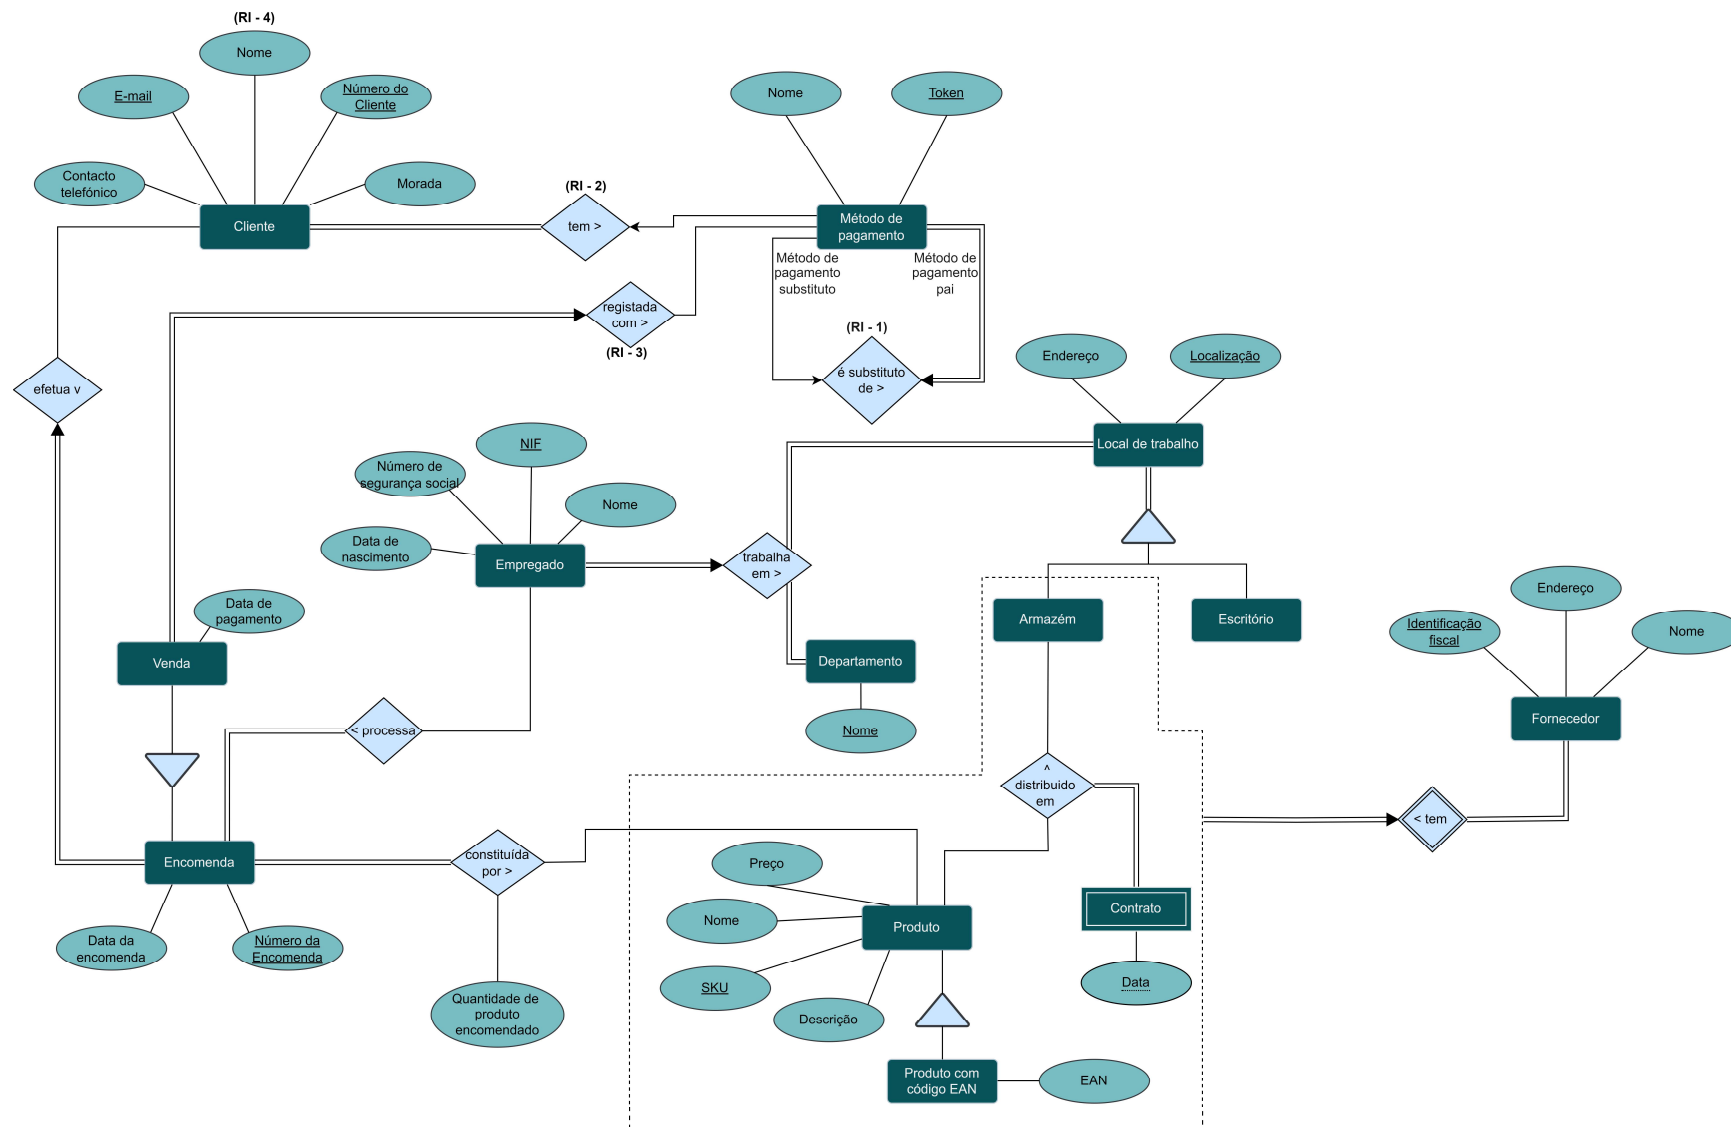 (RI - 4)
Nome
E-mail
Número do
Cliente
Contacto
telefónico
Morada
Cliente
(RI - 2)
tem >
Nome
Token
Método de
pagamento
Método de
pagamento
substituto
Método de
pagamento
pai
registada
com >
(RI - 3)
(RI - 1)
é substituto
de >
efetua v
Endereço
Localização
Local de trabalho
NIF
Número de
segurança social
Nome
Data de
nascimento
Empregado
trabalha
em >
Armazém
Escritório
Endereço
Identificação
fiscal
Nome
Fornecedor
Data de
pagamento
Venda
Departamento
Nome
< processa
^
distribuido
em
< tem
Encomenda
constituída
por >
Preço
Nome
Produto
Contrato
Data da
encomenda
Número da
Encomenda
SKU
Data
Quantidade de
produto
encomendado
Descrição
Produto com
código EAN
EAN